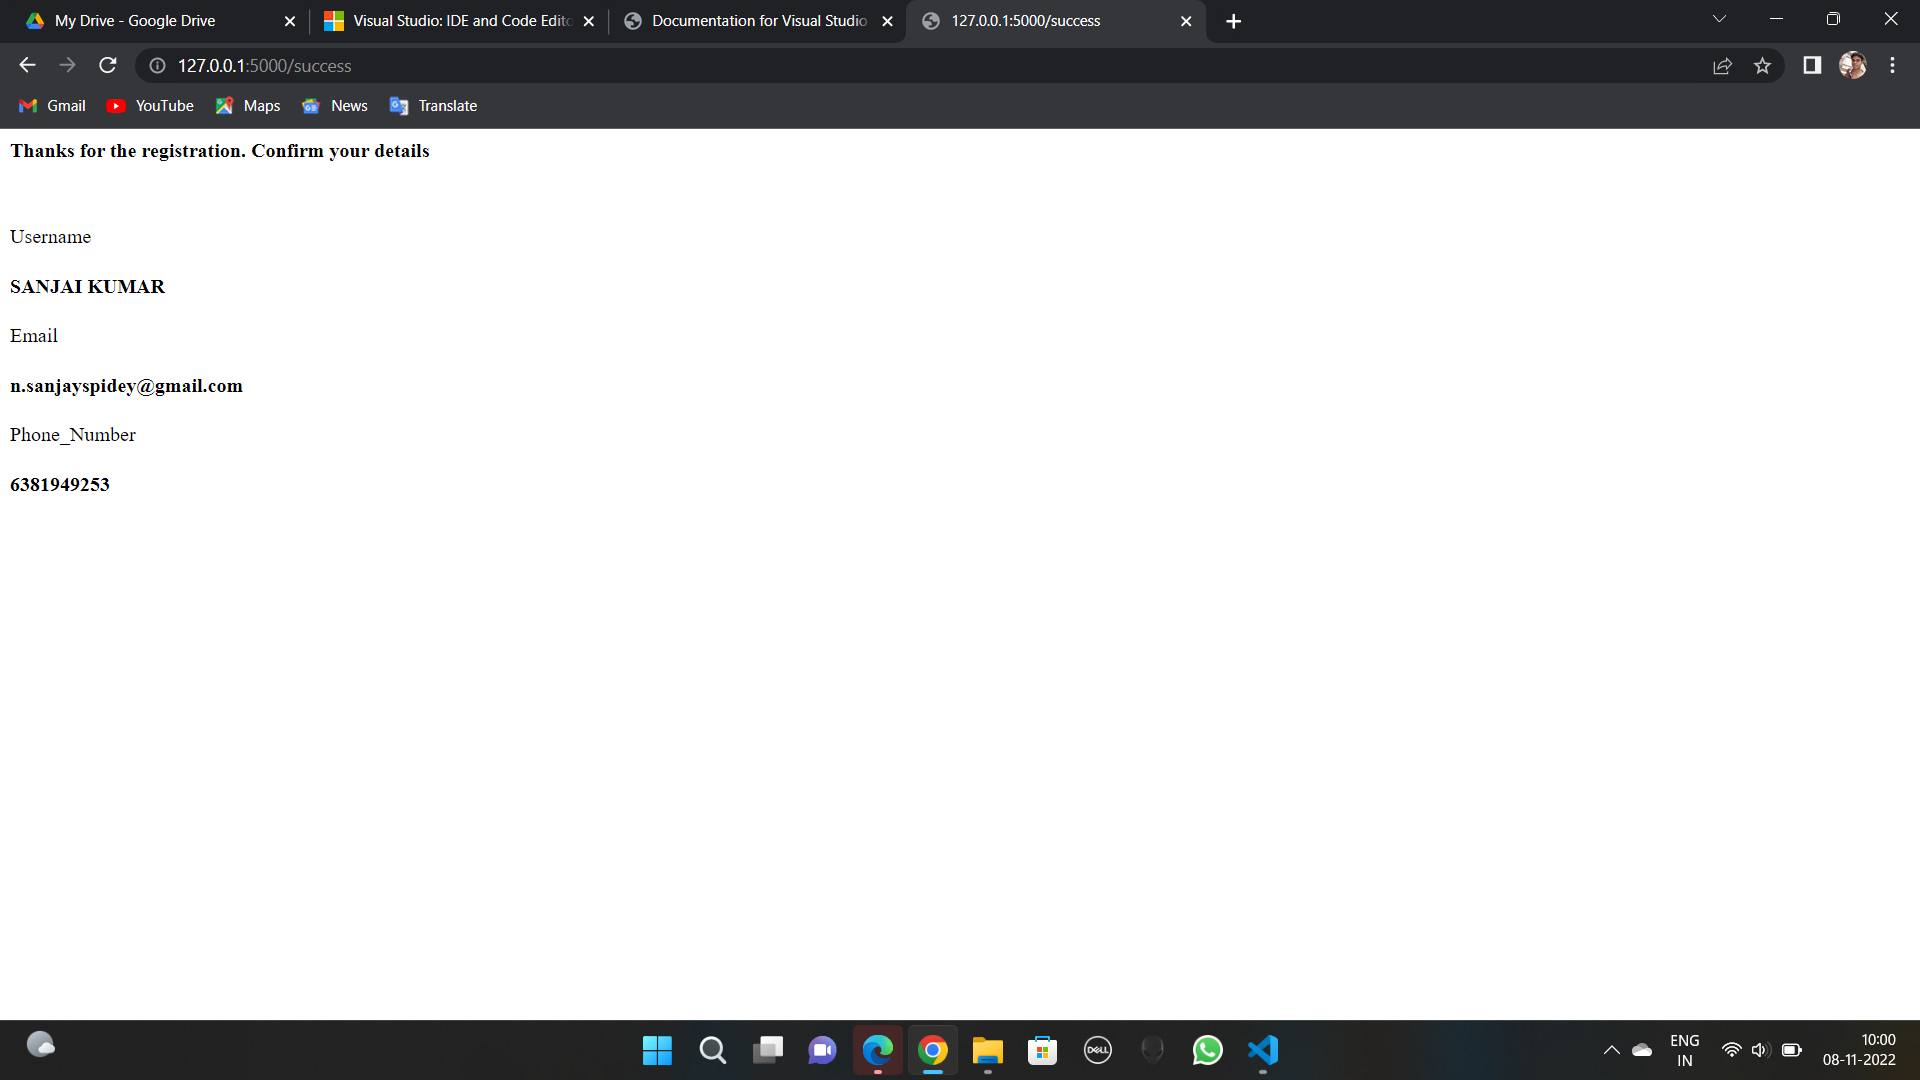 My Drive - Google Drive
Visual Studio: IDE and Code Edito
Documentation for Visual Studio
127.0.0.1:5000/success
127.0.0.1:5000/success
Gmail
YouTube
Maps
News
Translate
Thanks for the registration. Confirm your details
Username
SANJAI KUMAR
Email
n.sanjayspidey@gmail.com
Phone_Number
6381949253
DELL
ENG
IN
10:00
08-11-2022